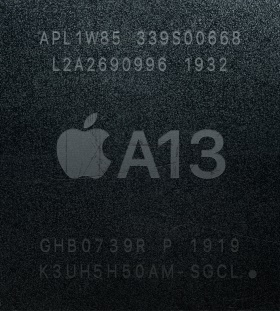 APL1W85 339S00668
L2A2690996 1932
A13
GHB0739R P 1919
K3UH5H50AM-SGCL